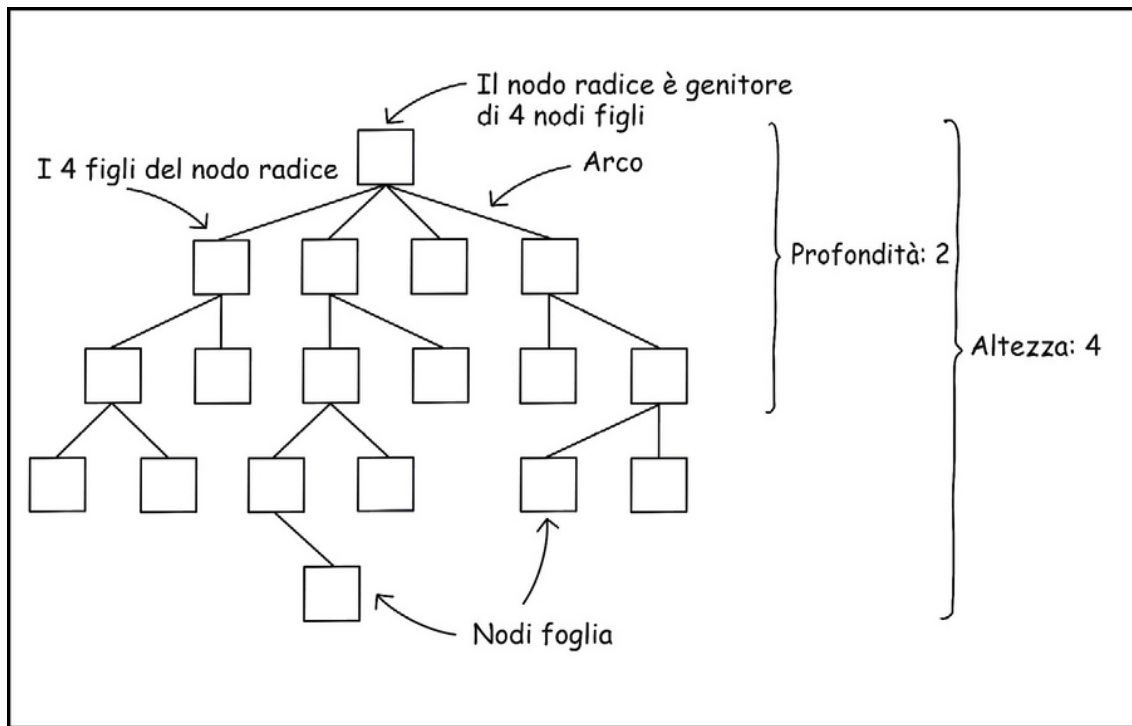 Il nodo radice è genitore
di 4 nodi figli
I 4 figli del nodo radice
Arco
Profondità: 2
Altezza: 4
Nodi foglia